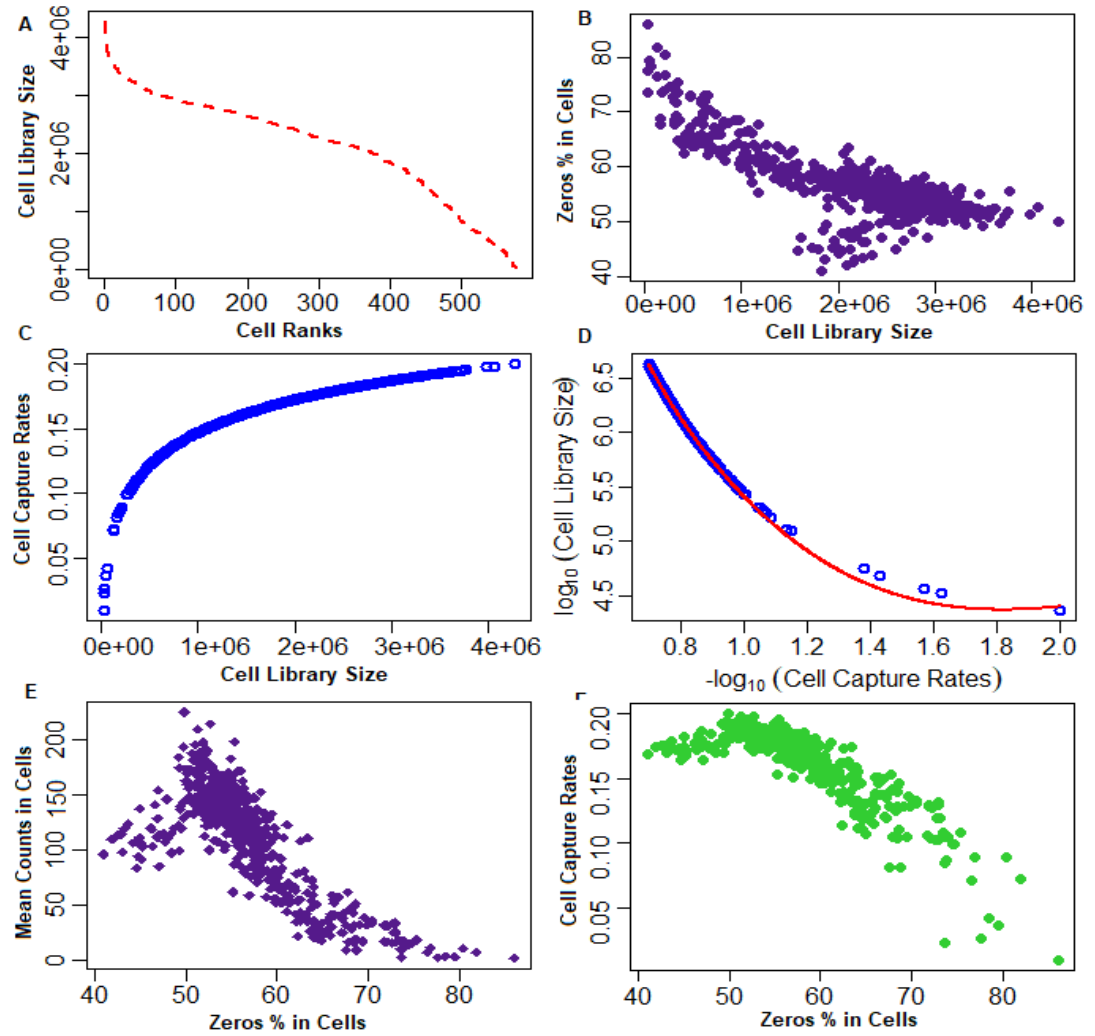 A
Cell Library Size
0e+00 2e+06 4e+06
0 100 200 300 400 500
Cell Ranks
B
Zeros % in Cells
40 50 60 70 80
0e+00 1e+06 2e+06 3e+06 4e+06
Cell Library Size
C
Cell Capture Rates
0.05 0.10 0.15 0.20
0e+00 1e+06 2e+06 3e+06 4e+06
Cell Library Size
D
log10 (Cell Library Size)
4.5 5.0 5.5 6.0 6.5
0.8 1.0 1.2 1.4 1.6 1.8 2.0
-log10 (Cell Capture Rates)
E
Mean Counts in Cells
0 50 100 150 200
40 50 60 70 80
Zeros % in Cells
F
Cell Capture Rates
0.05 0.10 0.15 0.20
40 50 60 70 80
Zeros % in Cells